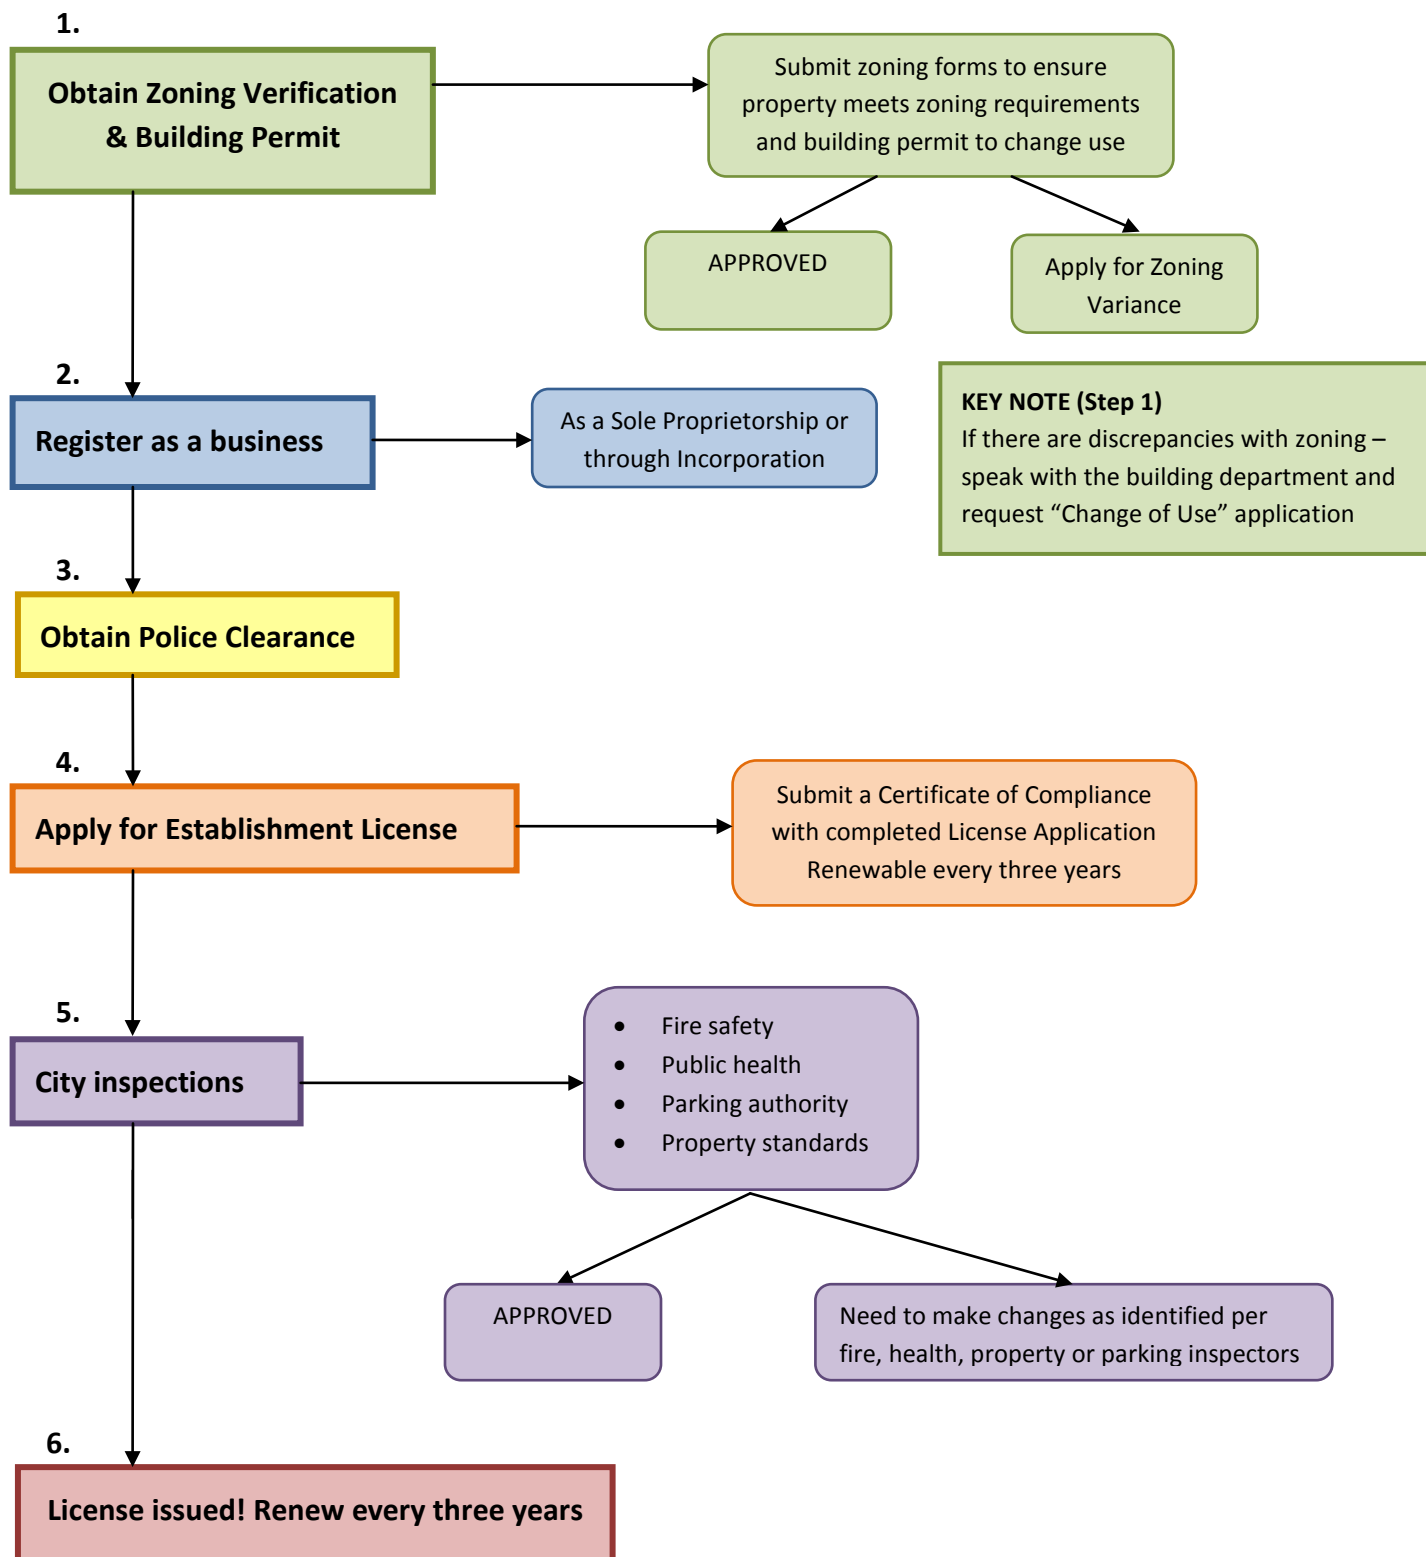 1.
Obtain Zoning Verification
& Building Permit
Submit zoning forms to ensure
property meets zoning requirements
and building permit to change use
APPROVED
Apply for Zoning
Variance
2.
Register as a business
As a Sole Proprietorship or
through Incorporation
KEY NOTE (Step 1)
If there are discrepancies with zoning –
speak with the building department and
request “Change of Use” application
3.
Obtain Police Clearance
4.
Apply for Establishment License
Submit a Certificate of Compliance
with completed License Application
Renewable every three years
5.
City inspections
• Fire safety
• Public health
• Parking authority
• Property standards
APPROVED
Need to make changes as identified per
fire, health, property or parking inspectors
6.
License issued! Renew every three years